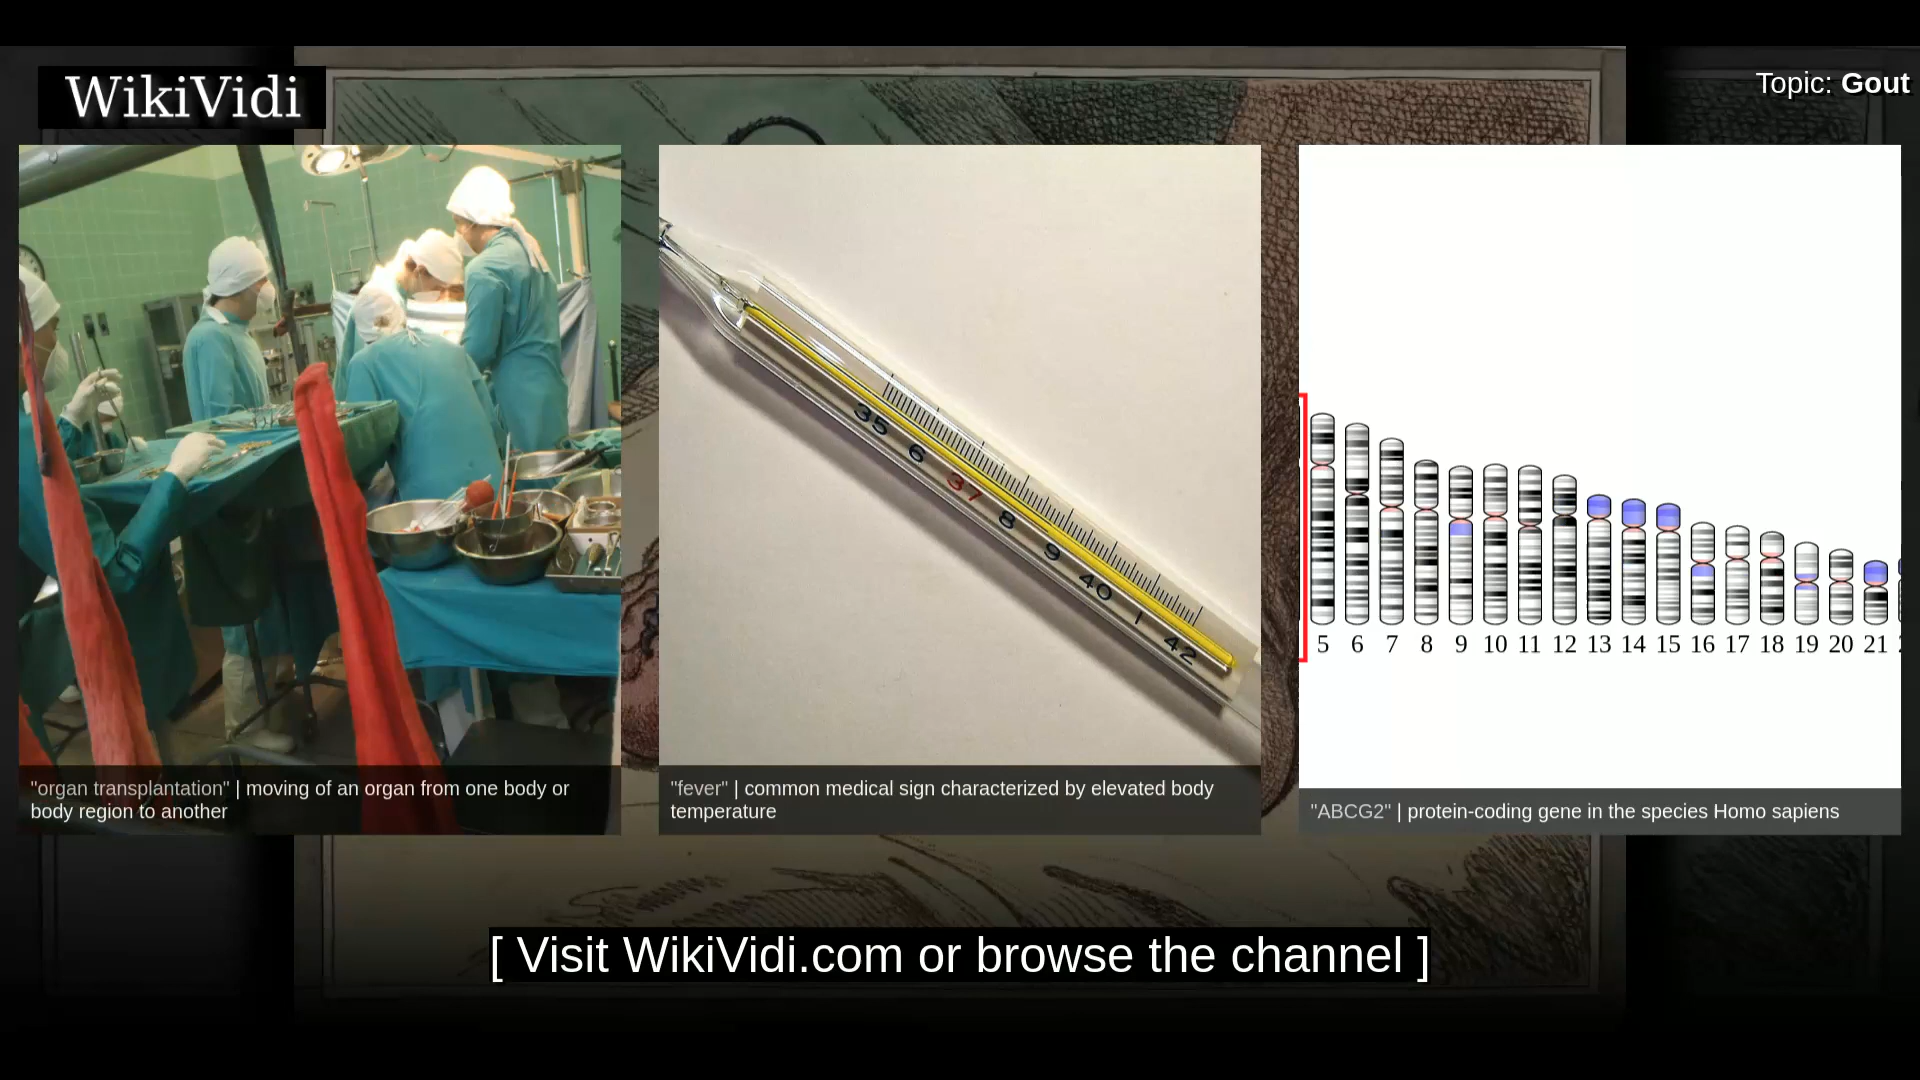 WikiVidi
Topic: Gout
35
6
37
8
9
40
1
42
5 6 7 8 9 10 11 12 13 14 15 16 17 18 19 20 21
"organ transplantation" | moving of an organ from one body or
body region to another
"fever" | common medical sign characterized by elevated body
temperature
"ABCG2" | protein-coding gene in the species Homo sapiens
[ Visit WikiVidi.com or browse the channel ]